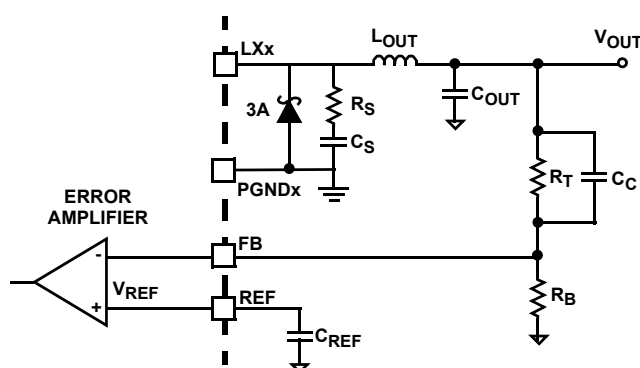 LXx
LOUT
VOUT
3A
RS
CS
COUT
RT
CC
PGNDx
ERROR
AMPLIFIER
-
FB
VREF
+
REF
RB
CREF